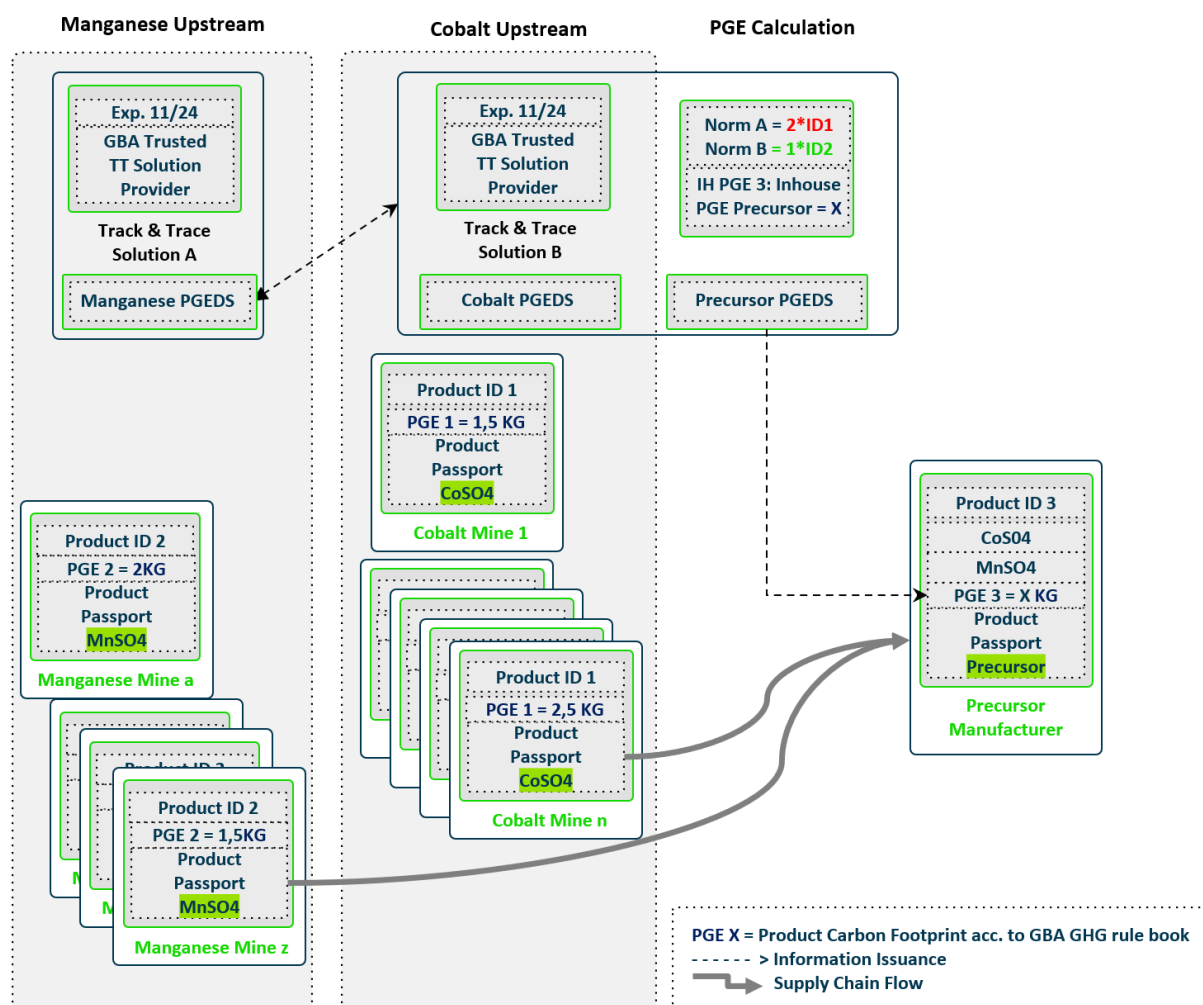 Manganese Upstream
Cobalt Upstream
PGE Calculation
Exp. 11/24
GBA Trusted
TT Solution
Provider
Track & Trace
Solution A
Manganese PGEDS
Exp. 11/24
GBA Trusted
TT Solution
Provider
Track & Trace
Solution B
Cobalt PGEDS
Norm A = 2*ID1
Norm B = 1*ID2
IH PGE 3: Inhouse
PGE Precursor = X
Precursor PGEDS
Product ID 1
PGE 1 = 1,5 KG
Product
Passport
CoSO4
Cobalt Mine 1
Product ID 2
PGE 2 = 2KG
Product
Passport
MnSO4
Manganese Mine a
Product ID 3
CoS04
MnSO4
PGE 3 = X KG
Product
Passport
Precursor
Precursor
Manufacturer
Product ID 1
PGE 1 = 2,5 KG
Product
Passport
CoSO4
Cobalt Mine n
Product ID 2
PGE 2 = 1,5KG
Product
Passport
MnSO4
Manganese Mine z
PGE X = Product Carbon Footprint acc. to GBA GHG rule book
- - - - - - > Information Issuance
Supply Chain Flow